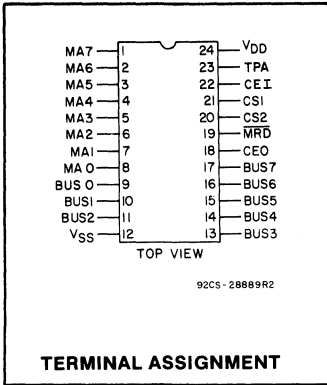 MA7 1 24 VDD
MA6 2 23 TPA
MA5 3 22 CEI
MA4 4 21 CS1
MA3 5 20 CS2
MA2 6 19 MRD
MA1 7 18 CEO
MA0 8 17 BUS7
BUS 0 9 16 BUS6
BUS1 10 15 BUS5
BUS2 11 14 BUS4
VSS 12 13 BUS3
TOP VIEW
92CS-28889R2
TERMINAL ASSIGNMENT